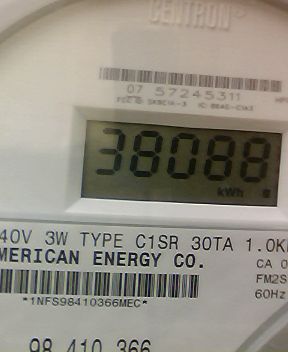 CENTRON
07 57245311
38088
kWh
40V 3W TYPE C1SR 30TA 1.0K
MERICAN ENERGY CO.
CA 0
FM2S
60Hz
*1NFS98410366MEC*
98 410 366